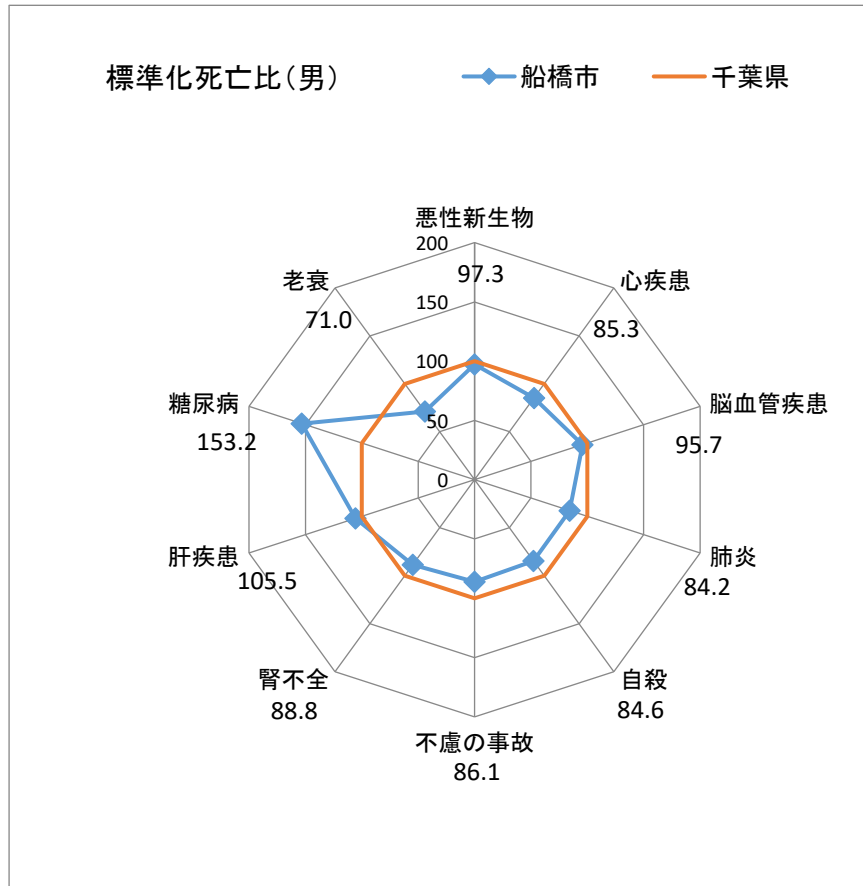 標準化死亡比(男)
船橋市
千葉県
悪性新生物
97.3
心疾患
85.3
脳血管疾患
95.7
肺炎
84.2
自殺
84.6
不慮の事故
86.1
腎不全
88.8
肝疾患
105.5
糖尿病
153.2
老衰
71.0
200
150
100
50
0